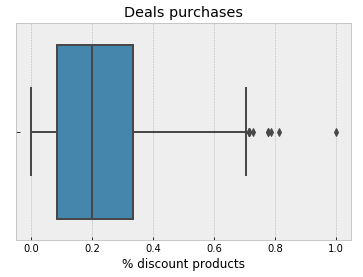 Deals purchases
0.0 0.2 0.4 0.6 0.8 1.0
% discount products